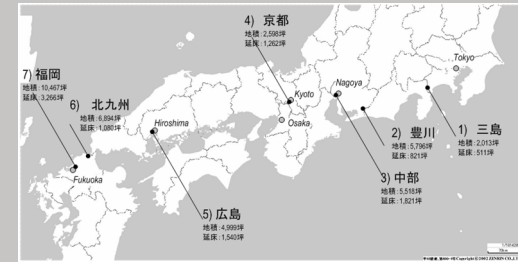 4) 京都
地積：2,598坪
延床：1,262坪
7) 福岡
地積：10,467坪
延床：3,266坪
6) 北九州
地積：6,894坪
延床：1,080坪
Tokyo
Nagoya
Kyoto
Hiroshima
Osaka
Fukuoka
2) 豊川
地積：5,796坪
延床：821坪
1) 三島
地積：2,013坪
延床：511坪
3) 中部
地積：5,518坪
延床：1,821坪
5) 広島
地積：4,999坪
延床：1,540坪